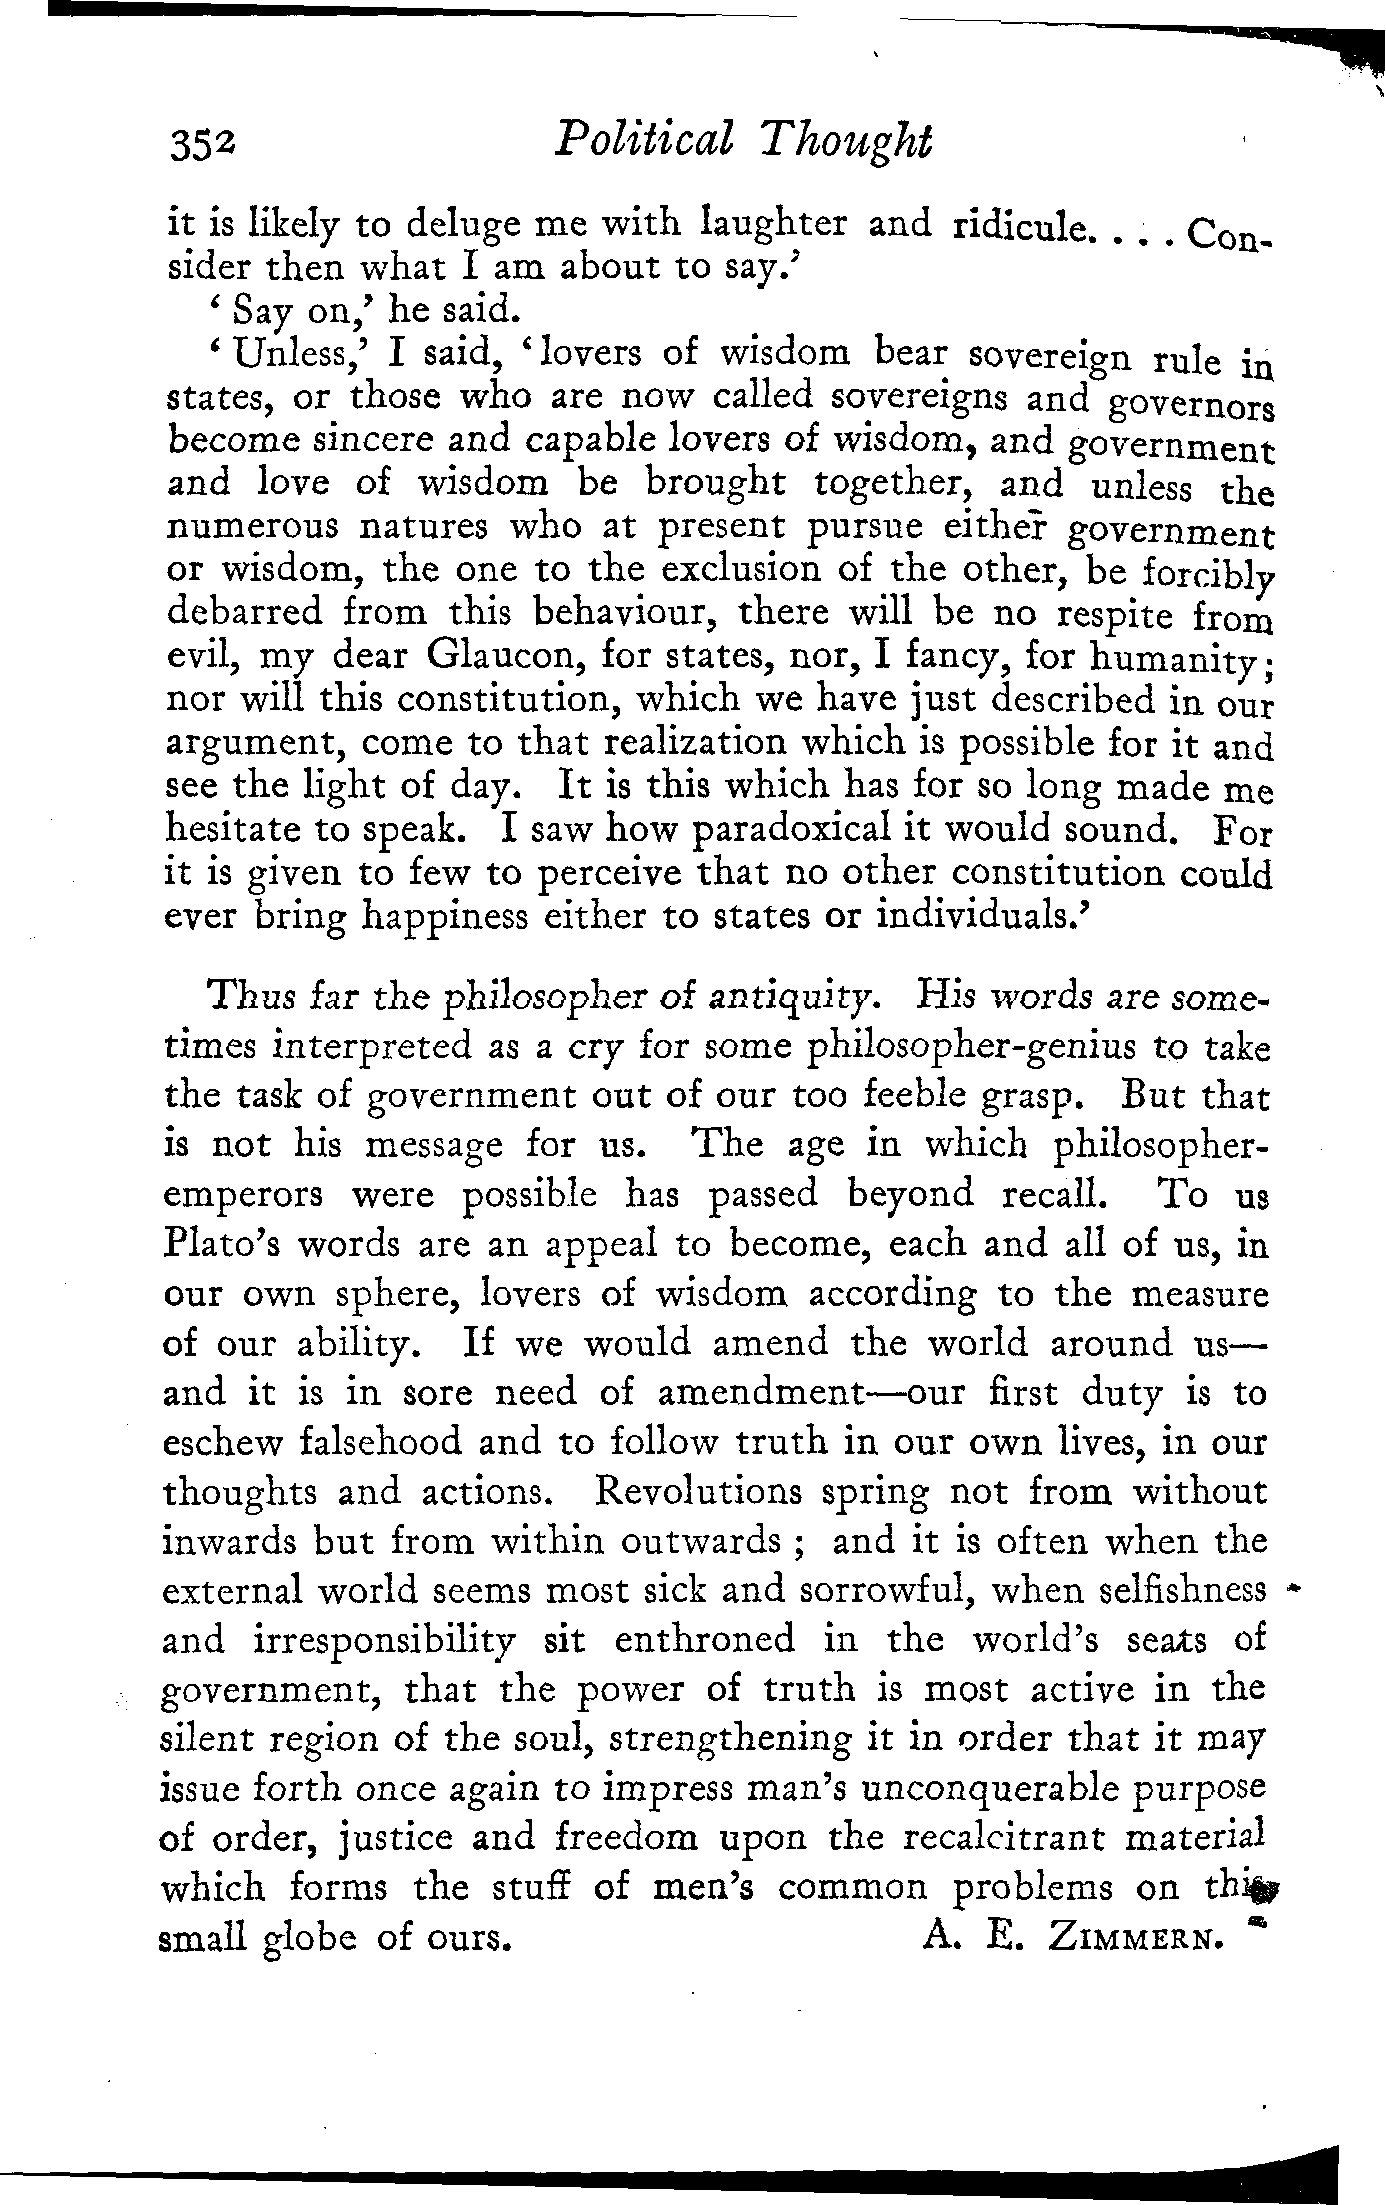 352 Political Thought
it is likely to deluge me with laughter and ridicule. . . . Con-
sider then what I am about to say.’
‘ Say on,’ he said.
‘ Unless,’ I said, ‘ lovers of wisdom bear sovereign rule in
states, or those who are now called sovereigns and governors
become sincere and capable lovers of wisdom, and government
and love of wisdom be brought together, and unless the
numerous natures who at present pursue either government
or wisdom, the one to the exclusion of the other, be forcibly
debarred from this behaviour, there will be no respite from
evil, my dear Glaucon, for states, nor, I fancy, for humanity;
nor will this constitution, which we have just described in our
argument, come to that realization which is possible for it and
see the light of day. It is this which has for so long made me
hesitate to speak. I saw how paradoxical it would sound. For
it is given to few to perceive that no other constitution could
ever bring happiness either to states or individuals.’
Thus far the philosopher of antiquity. His words are some-
times interpreted as a cry for some philosopher-genius to take
the task of government out of our too feeble grasp. But that
is not his message for us. The age in which philosopher-
emperors were possible has passed beyond recall. To us
Plato’s words are an appeal to become, each and all of us, in
our own sphere, lovers of wisdom according to the measure
of our ability. If we would amend the world around us—
and it is in sore need of amendment—our first duty is to
eschew falsehood and to follow truth in our own lives, in our
thoughts and actions. Revolutions spring not from without
inwards but from within outwards ; and it is often when the
external world seems most sick and sorrowful, when selfishness
and irresponsibility sit enthroned in the world’s seats of
government, that the power of truth is most active in the
silent region of the soul, strengthening it in order that it may
issue forth once again to impress man’s unconquerable purpose
of order, justice and freedom upon the recalcitrant material
which forms the stuff of men’s common problems on this
small globe of ours. A. E. ZIMMERN.